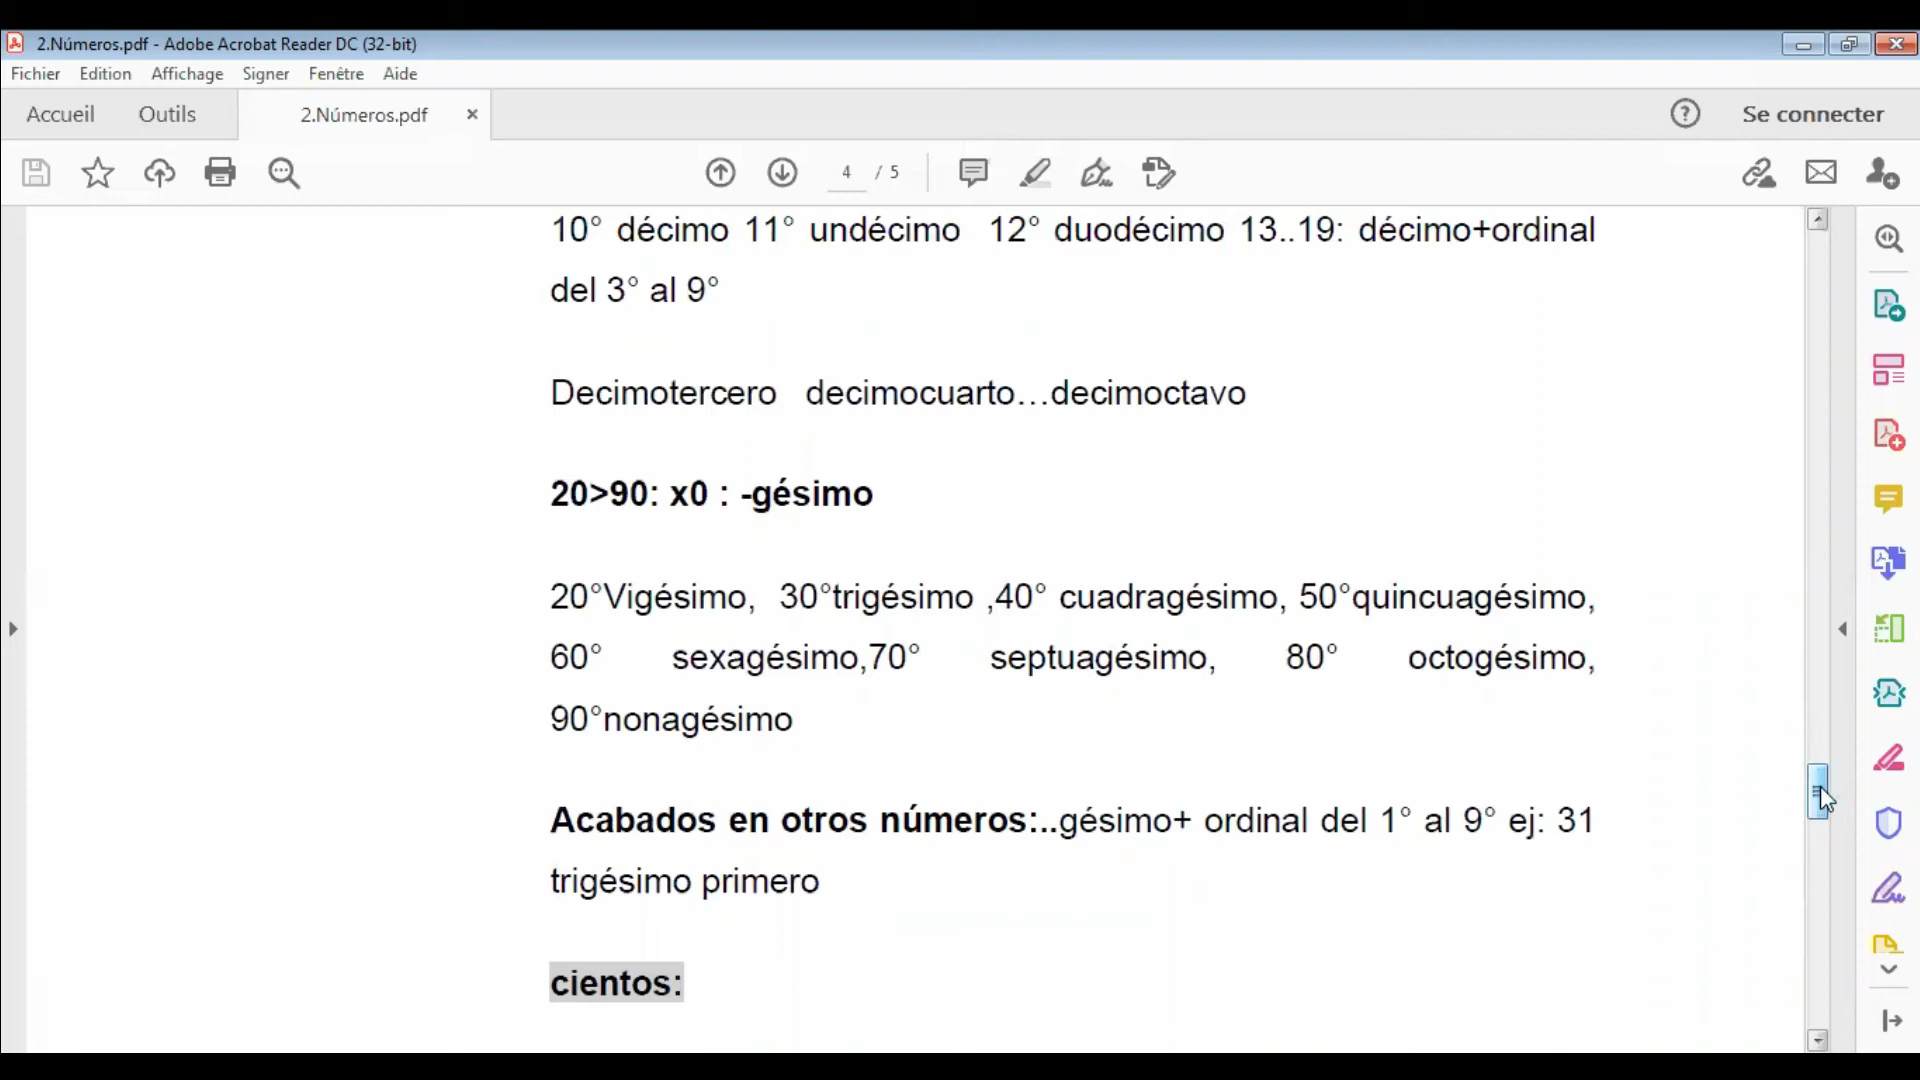 2.Números.pdf - Adobe Acrobat Reader DC (32-bit)
Fichier Edition Affichage Signer Fenêtre Aide
Accueil Outils 2.Números.pdf × ? Se connecter
4 / 5
10° décimo 11° undécimo 12° duodécimo 13..19: décimo+ordinal
del 3° al 9°
Decimotercero decimocuarto…decimoctavo
20>90: x0 : -gésimo
20°Vigésimo, 30°trigésimo ,40° cuadragésimo, 50°quincuagésimo,
60° sexagésimo,70° septuagésimo, 80° octogésimo,
90°nonagésimo
Acabados en otros números:..gésimo+ ordinal del 1° al 9° ej: 31
trigésimo primero
cientos: